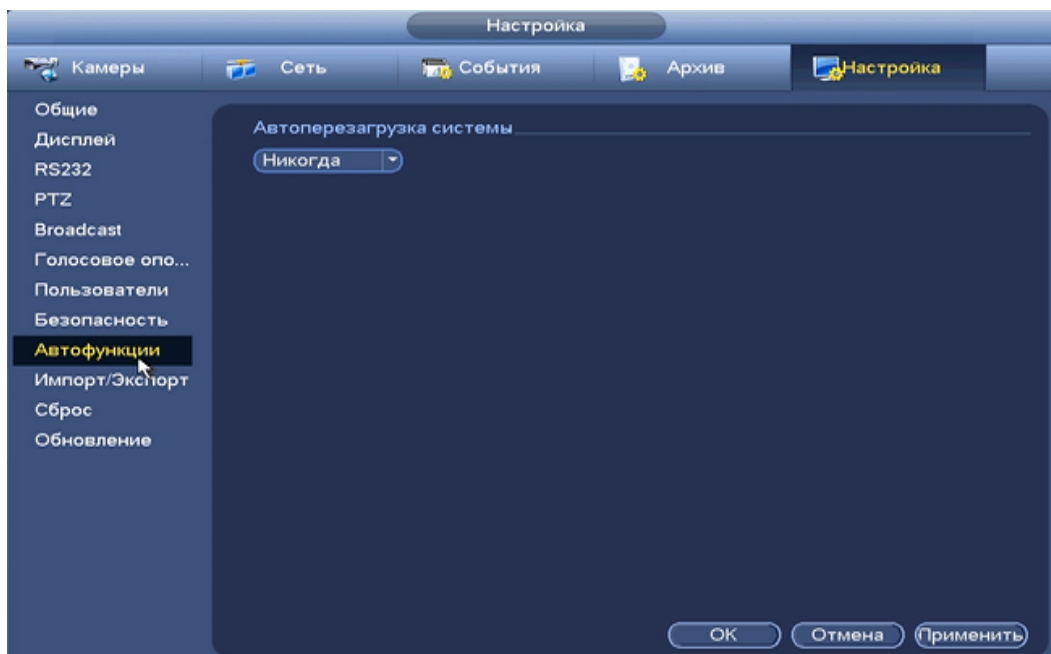 Настройка
Камеры
Сеть
События
Архив
Настройка
Общие
Дисплей
RS232
PTZ
Broadcast
Голосовое опо...
Пользователи
Безопасность
Автофункции
Импорт/Экспорт
Сброс
Обновление
Автоперезагрузка системы
Никогда
OK
Отмена
Применить